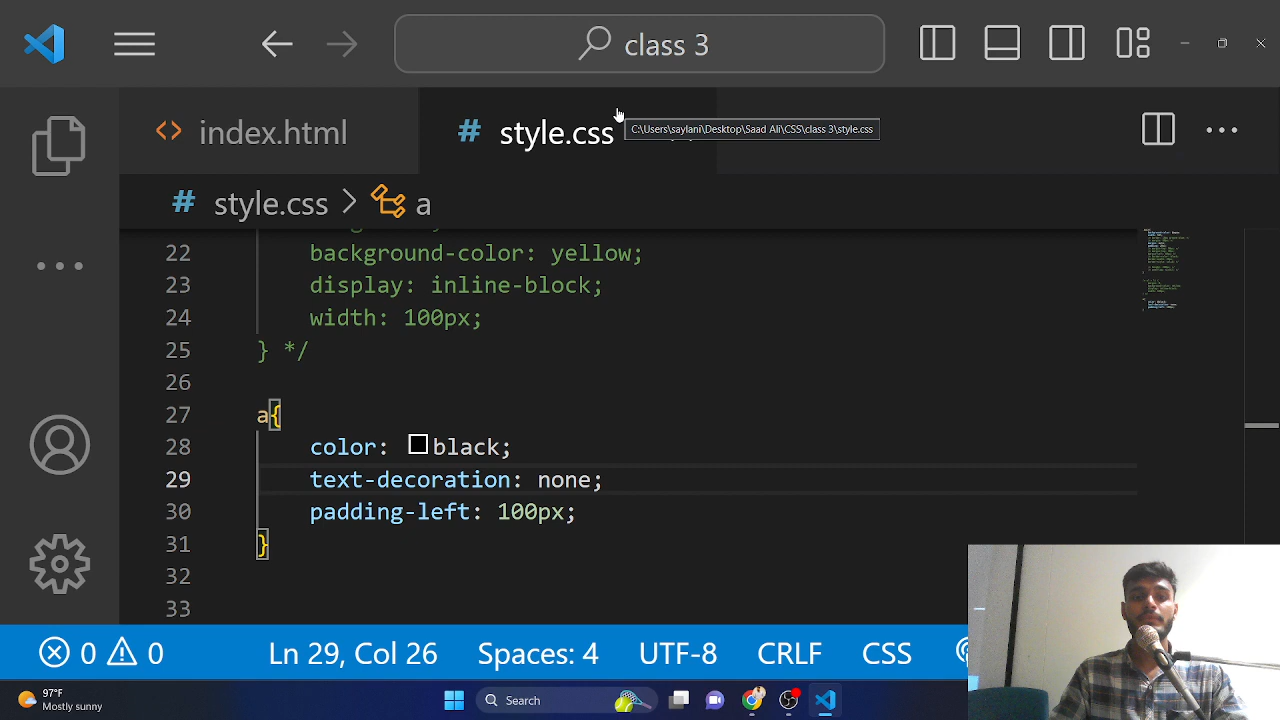 class 3
index.html
style.css
C:\Users\saylani\Desktop\Saad Ali\CSS\class 3\style.css
style.css > a
22 background-color: yellow;
23 display: inline-block;
24 width: 100px;
25 } */
26
27 a{
28 color: black;
29 text-decoration: none;
30 padding-left: 100px;
31 }
32
33
0 0 Ln 29, Col 26 Spaces: 4 UTF-8 CRLF CSS
97°F
Mostly sunny
Search